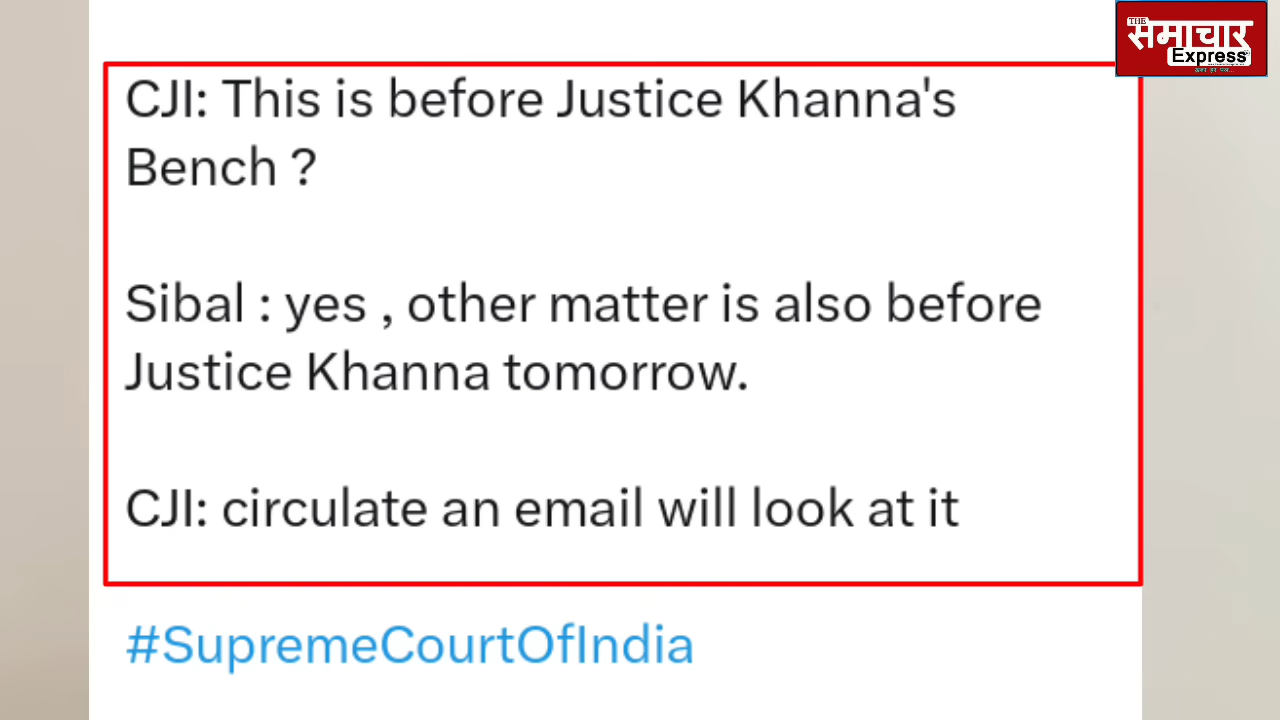 THE
समाचार
Express
CJI: This is before Justice Khanna's
Bench ?
Sibal : yes , other matter is also before
Justice Khanna tomorrow.
CJI: circulate an email will look at it
#SupremeCourtOfIndia